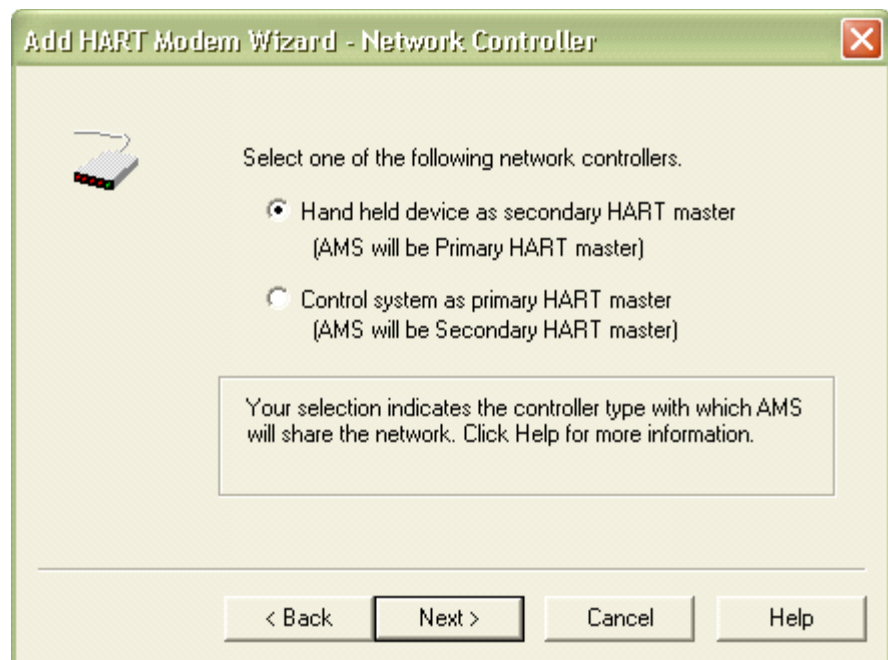 Add HART Modem Wizard - Network Controller
Select one of the following network controllers.
Hand held device as secondary HART master
(AMS will be Primary HART master)
Control system as primary HART master
(AMS will be Secondary HART master)
Your selection indicates the controller type with which AMS
will share the network. Click Help for more information.
< Back
Next >
Cancel
Help